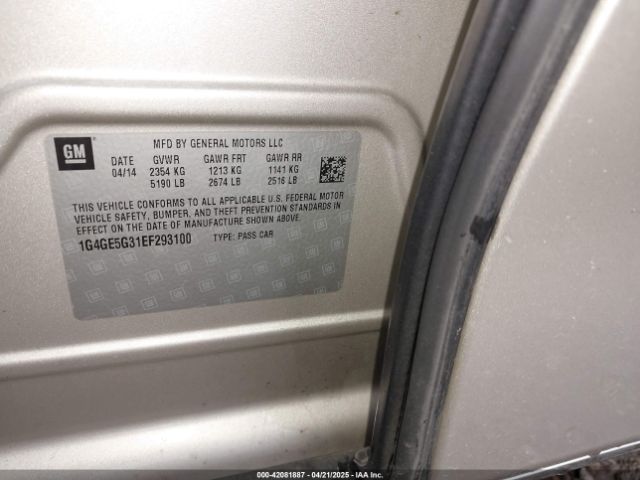 GM
MFD BY GENERAL MOTORS LLC
DATE GVWR GAWR FRT GAWR RR
04/14 2354 KG 1213 KG 1141 KG
5190 LB 2674 LB 2516 LB
THIS VEHICLE CONFORMS TO ALL APPLICABLE U.S. FEDERAL MOTOR
VEHICLE SAFETY, BUMPER, AND THEFT PREVENTION STANDARDS IN
EFFECT ON THE DATE OF MANUFACTURE SHOWN ABOVE.
1G4GE5G31EF293100 TYPE: PASS CAR
000-42081887 - 04/21/2025 - COPYRIGHT IAA, LLC.